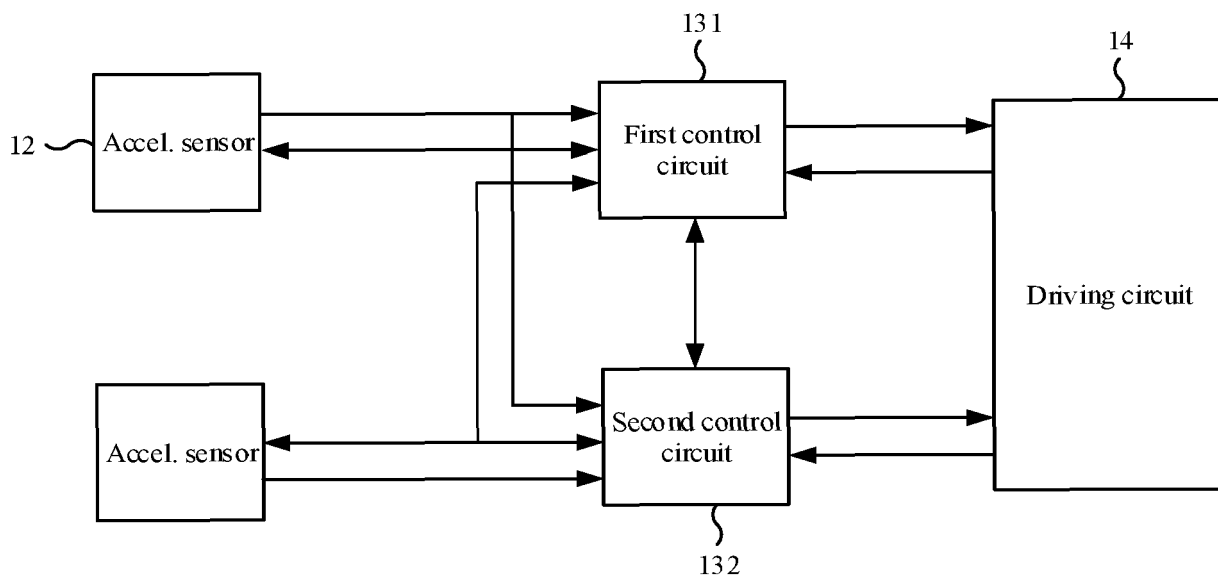 131
14
12
Accel. sensor
First control
circuit
Driving circuit
Accel. sensor
Second control
circuit
132